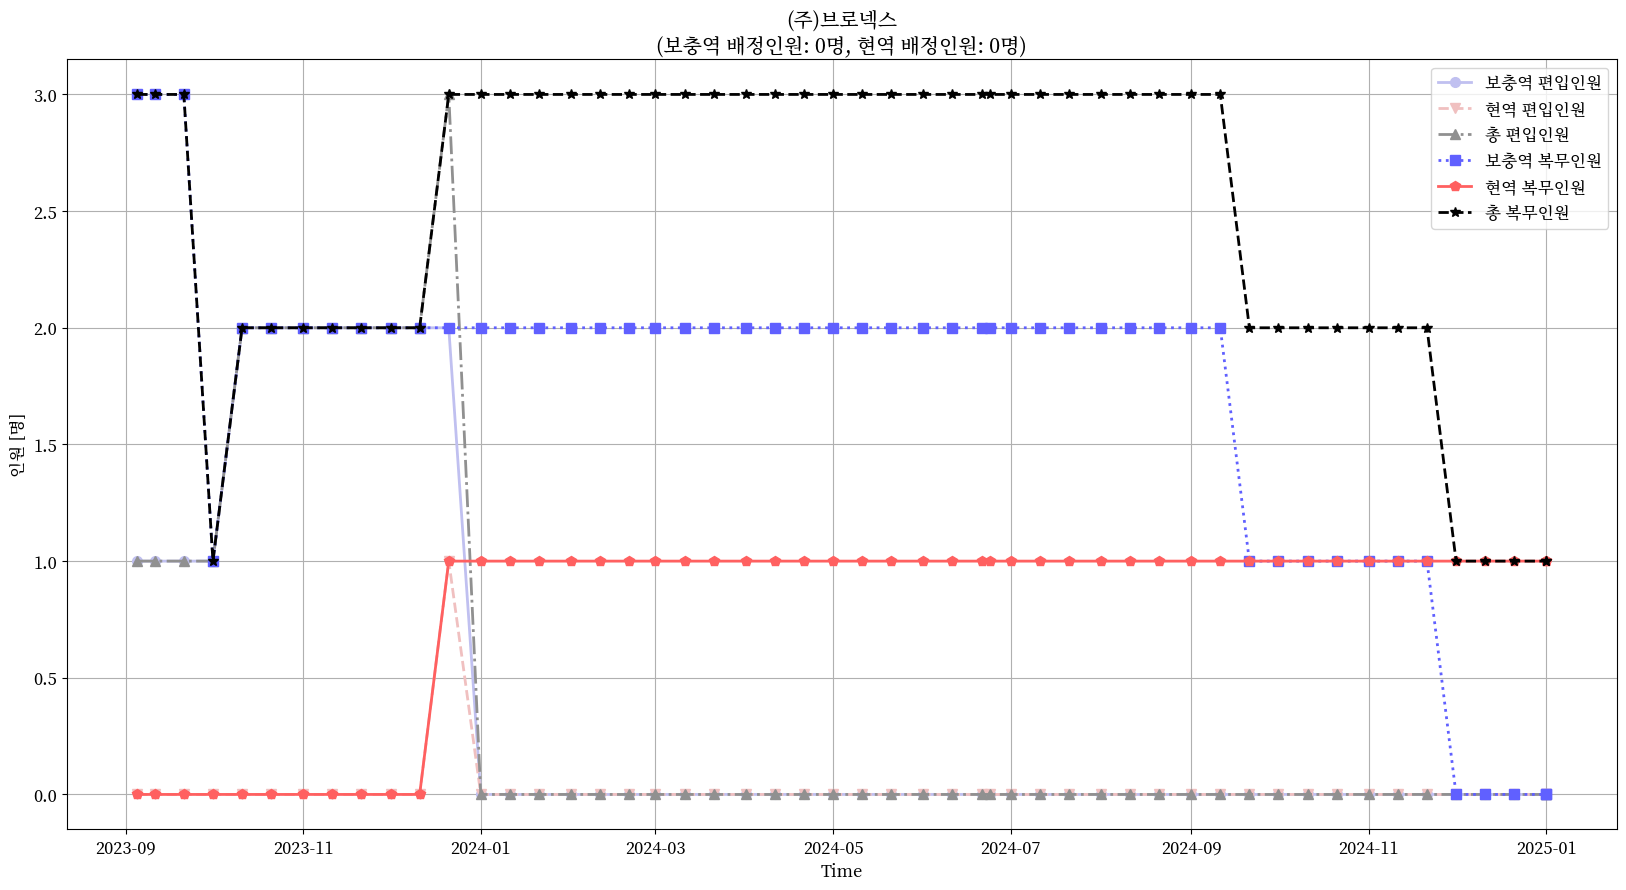 (주)브로넥스
(보충역 배정인원: 0명, 현역 배정인원: 0명)
보충역 편입인원
현역 편입인원
총 편입인원
보충역 복무인원
현역 복무인원
총 복무인원
인원 [명]
3.0
2.5
2.0
1.5
1.0
0.5
0.0
2023-09 2023-11 2024-01 2024-03 2024-05 2024-07 2024-09 2024-11 2025-01
Time